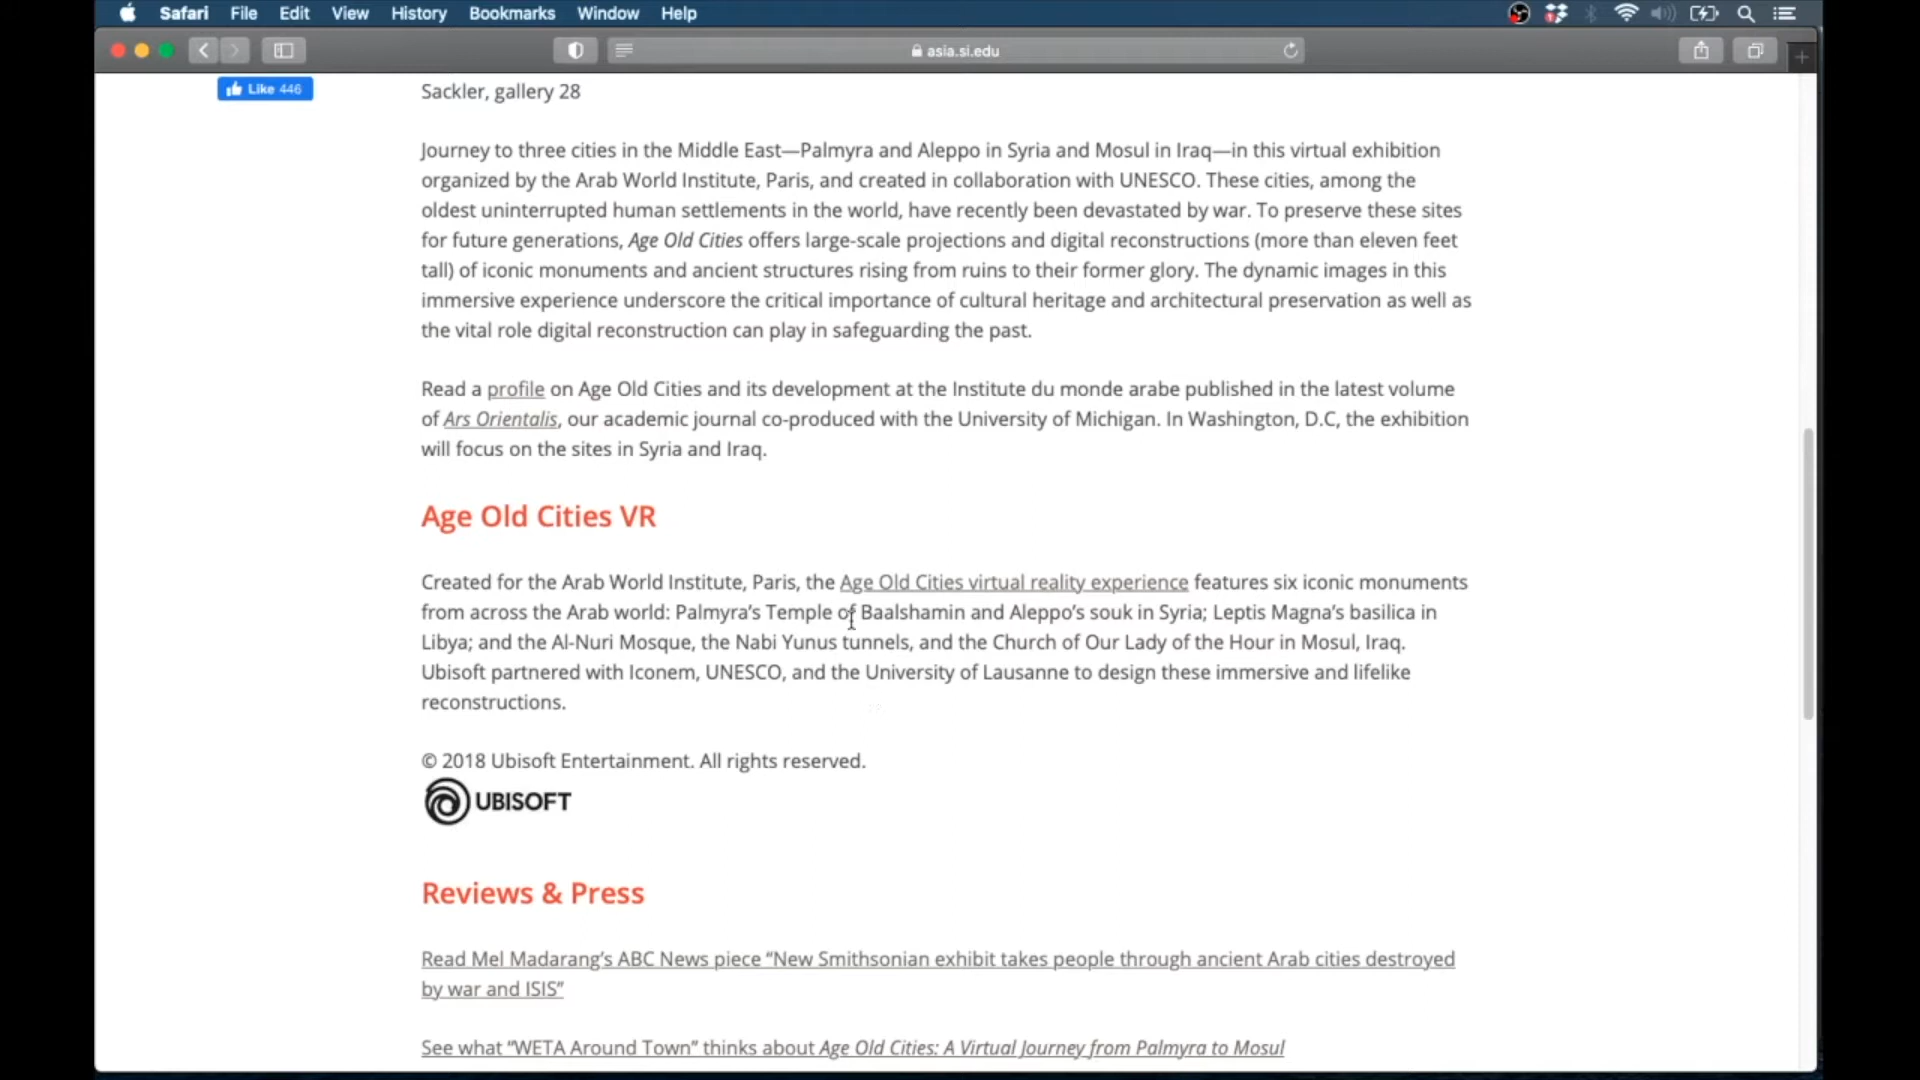 Safari File Edit View History Bookmarks Window Help
asia.si.edu
Like 446
Sackler, gallery 28
Journey to three cities in the Middle East—Palmyra and Aleppo in Syria and Mosul in Iraq—in this virtual exhibition
organized by the Arab World Institute, Paris, and created in collaboration with UNESCO. These cities, among the
oldest uninterrupted human settlements in the world, have recently been devastated by war. To preserve these sites
for future generations, Age Old Cities offers large-scale projections and digital reconstructions (more than eleven feet
tall) of iconic monuments and ancient structures rising from ruins to their former glory. The dynamic images in this
immersive experience underscore the critical importance of cultural heritage and architectural preservation as well as
the vital role digital reconstruction can play in safeguarding the past.
Read a profile on Age Old Cities and its development at the Institute du monde arabe published in the latest volume
of Ars Orientalis, our academic journal co-produced with the University of Michigan. In Washington, D.C, the exhibition
will focus on the sites in Syria and Iraq.
Age Old Cities VR
Created for the Arab World Institute, Paris, the Age Old Cities virtual reality experience features six iconic monuments
from across the Arab world: Palmyra’s Temple of Baalshamin and Aleppo’s souk in Syria; Leptis Magna’s basilica in
Libya; and the Al-Nuri Mosque, the Nabi Yunus tunnels, and the Church of Our Lady of the Hour in Mosul, Iraq.
Ubisoft partnered with Iconem, UNESCO, and the University of Lausanne to design these immersive and lifelike
reconstructions.
© 2018 Ubisoft Entertainment. All rights reserved.
UBISOFT
Reviews & Press
Read Mel Madarang’s ABC News piece “New Smithsonian exhibit takes people through ancient Arab cities destroyed
by war and ISIS”
See what “WETA Around Town” thinks about Age Old Cities: A Virtual Journey from Palmyra to Mosul